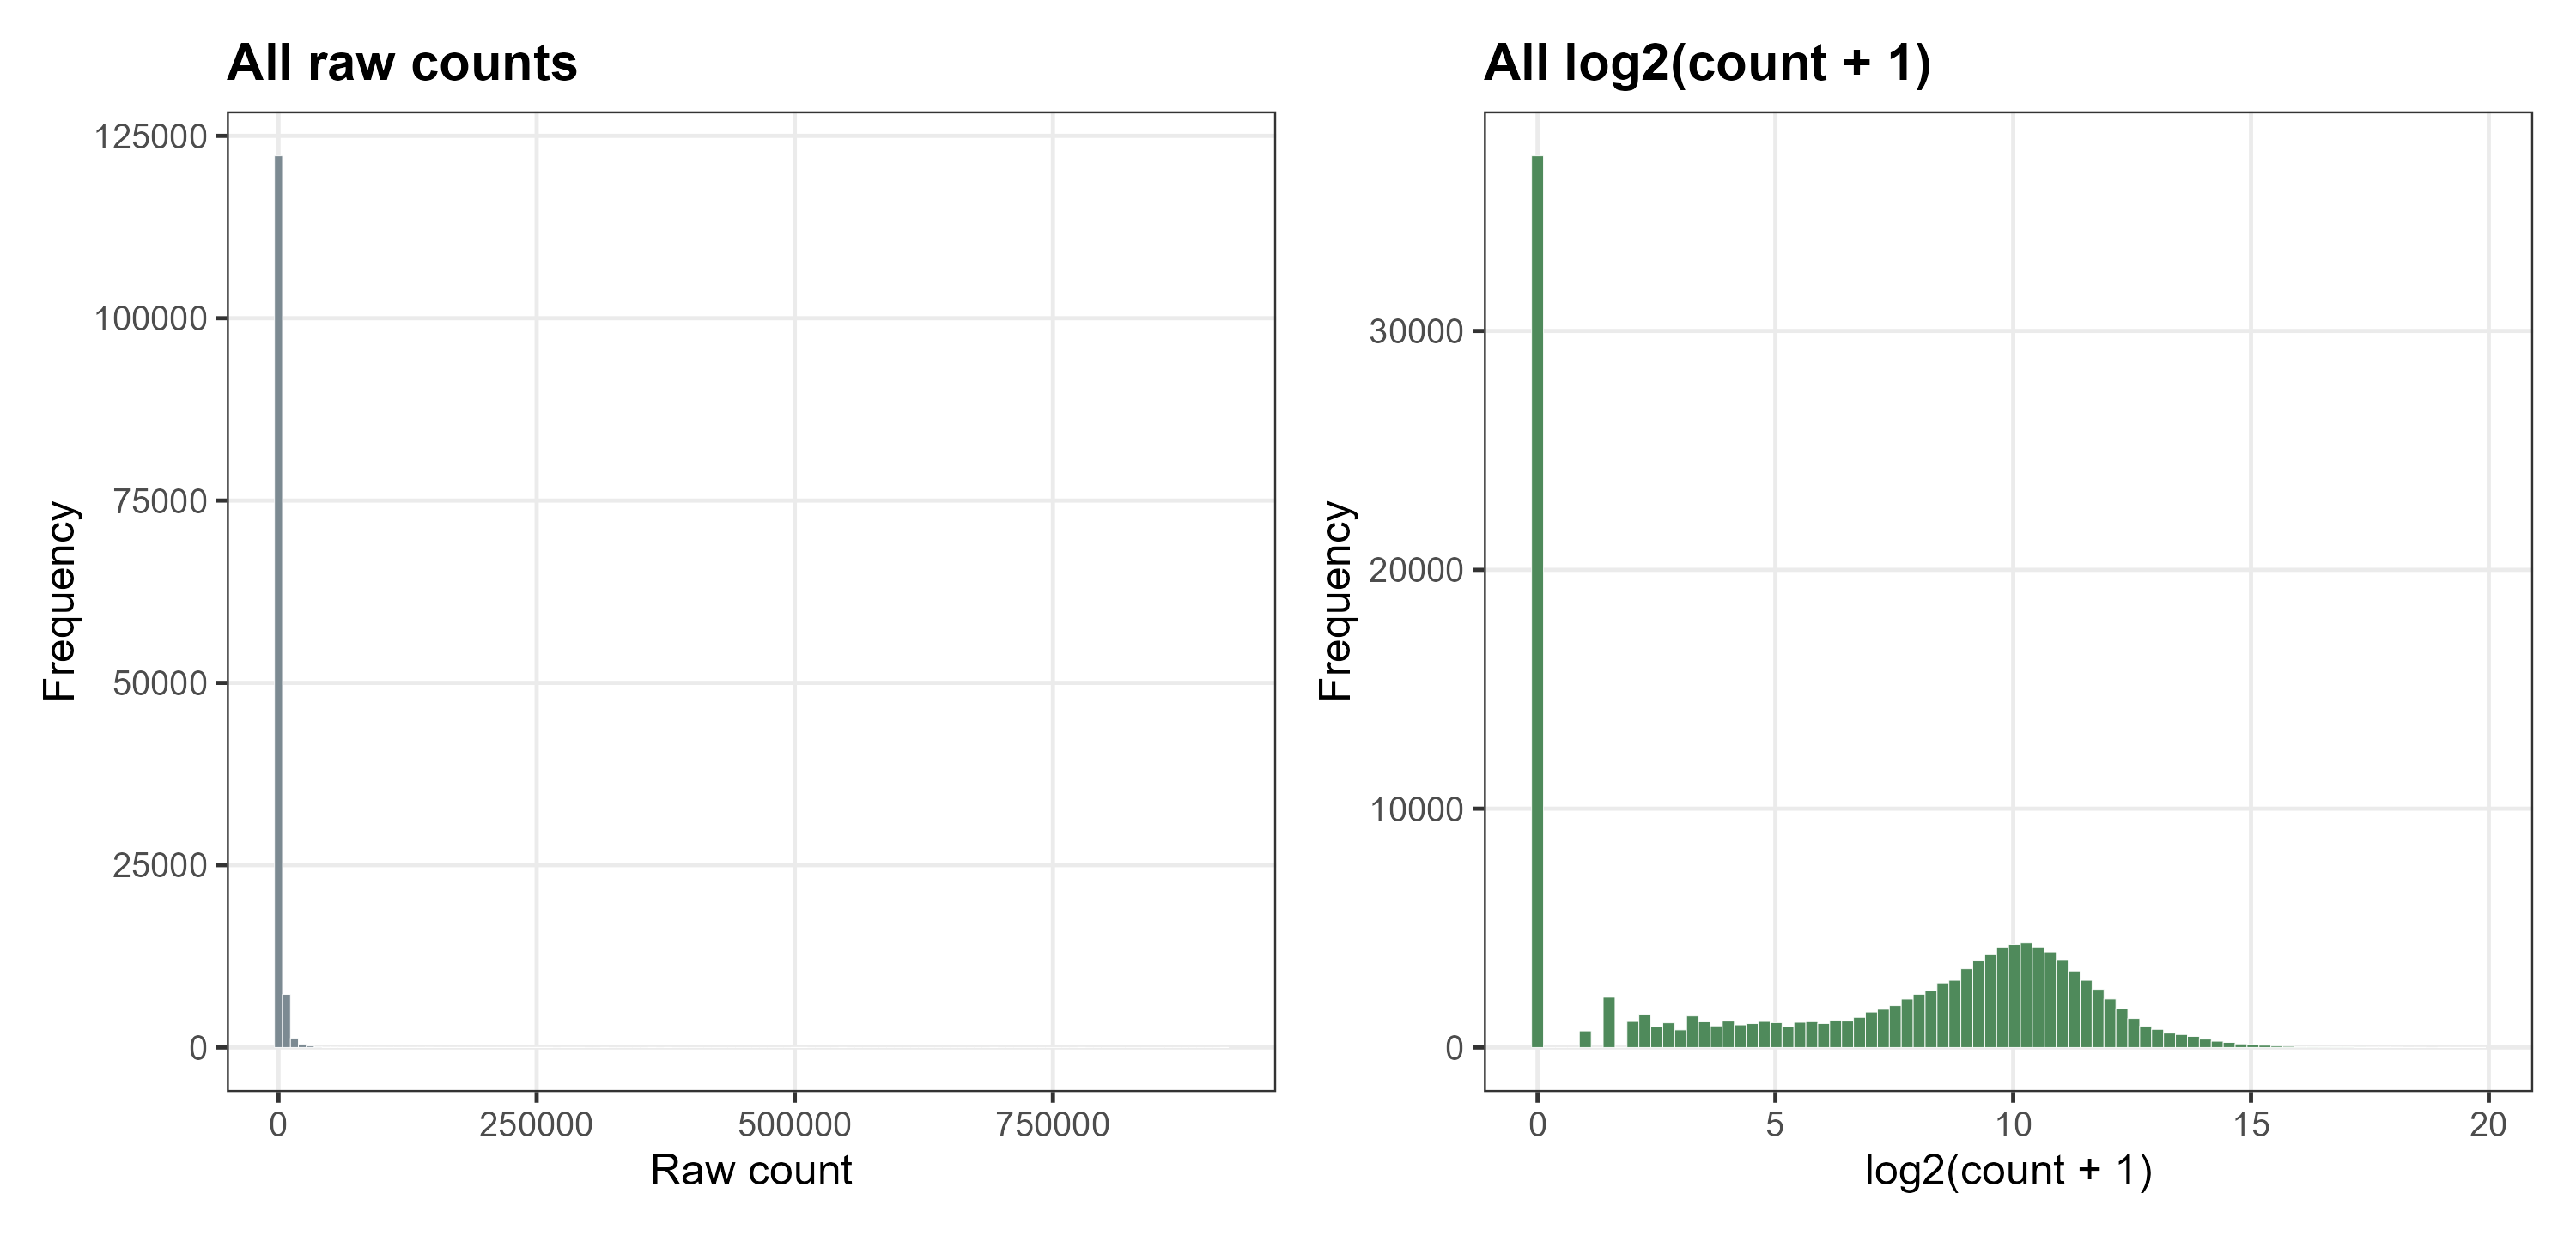 All raw counts
125000
100000
75000
50000
25000
0
Frequency
0 250000 500000 750000
Raw count
All log2(count + 1)
30000
20000
10000
0
Frequency
0 5 10 15 20
log2(count + 1)